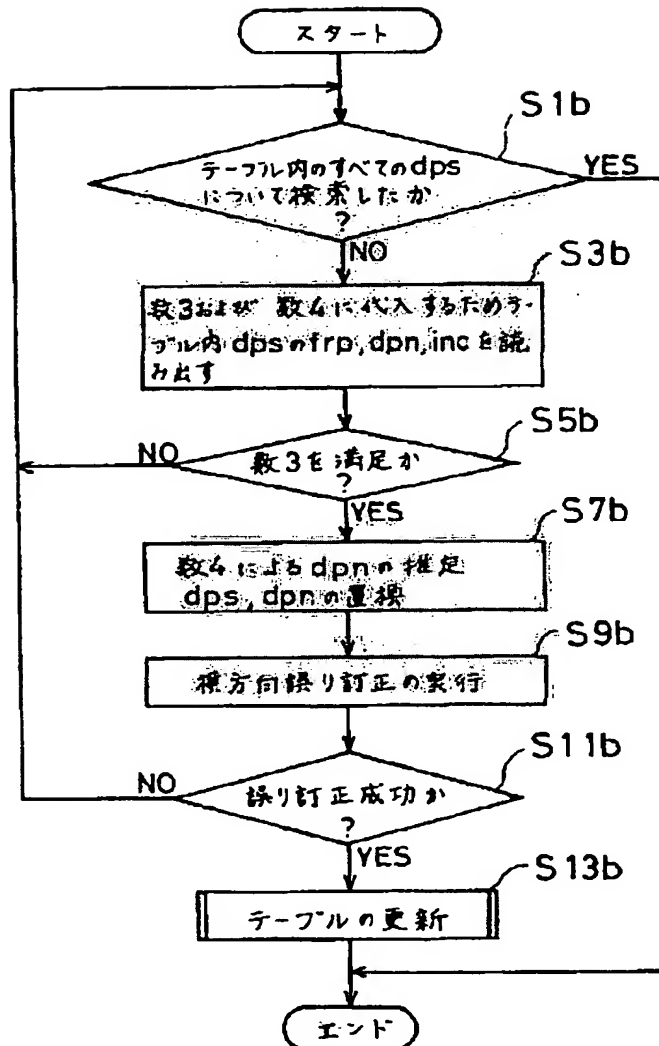 スタート
S1b
テーブル内のすべてのdps
について検索したか
?
YES
NO
S3b
数3および数4に代入するためテー
ブル内dpsのfrp,dpn,incを読
み出す
S5b
NO
数3を満足か
?
YES
S7b
数4によるdpnの推定
dps,dpnの置換
S9b
横方向誤り訂正の実行
S11b
NO
誤り訂正成功か
?
YES
S13b
テーブルの更新
エンド